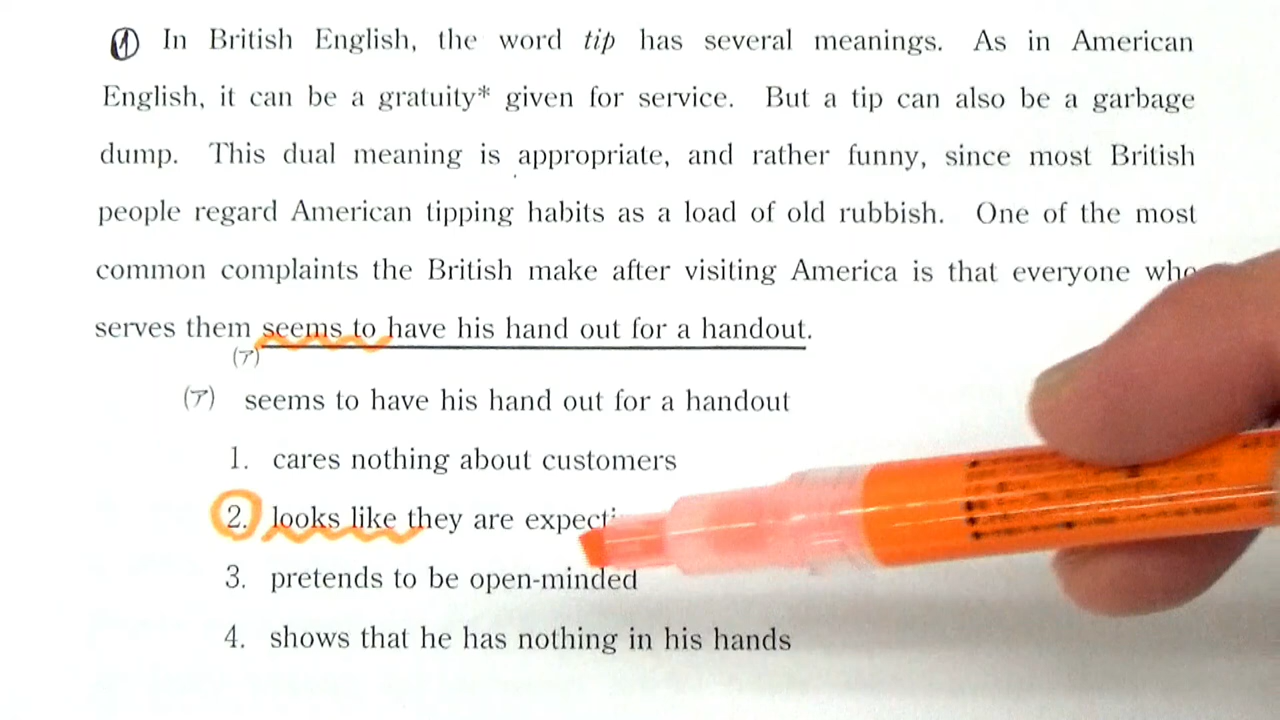 ① In British English, the word tip has several meanings. As in American
English, it can be a gratuity* given for service. But a tip can also be a garbage
dump. This dual meaning is appropriate, and rather funny, since most British
people regard American tipping habits as a load of old rubbish. One of the most
common complaints the British make after visiting America is that everyone who
serves them seems to have his hand out for a handout.
(ア)
(ア) seems to have his hand out for a handout
1. cares nothing about customers
2. looks like they are
3. pretends to be open-minded
4. shows that he has nothing in his hands